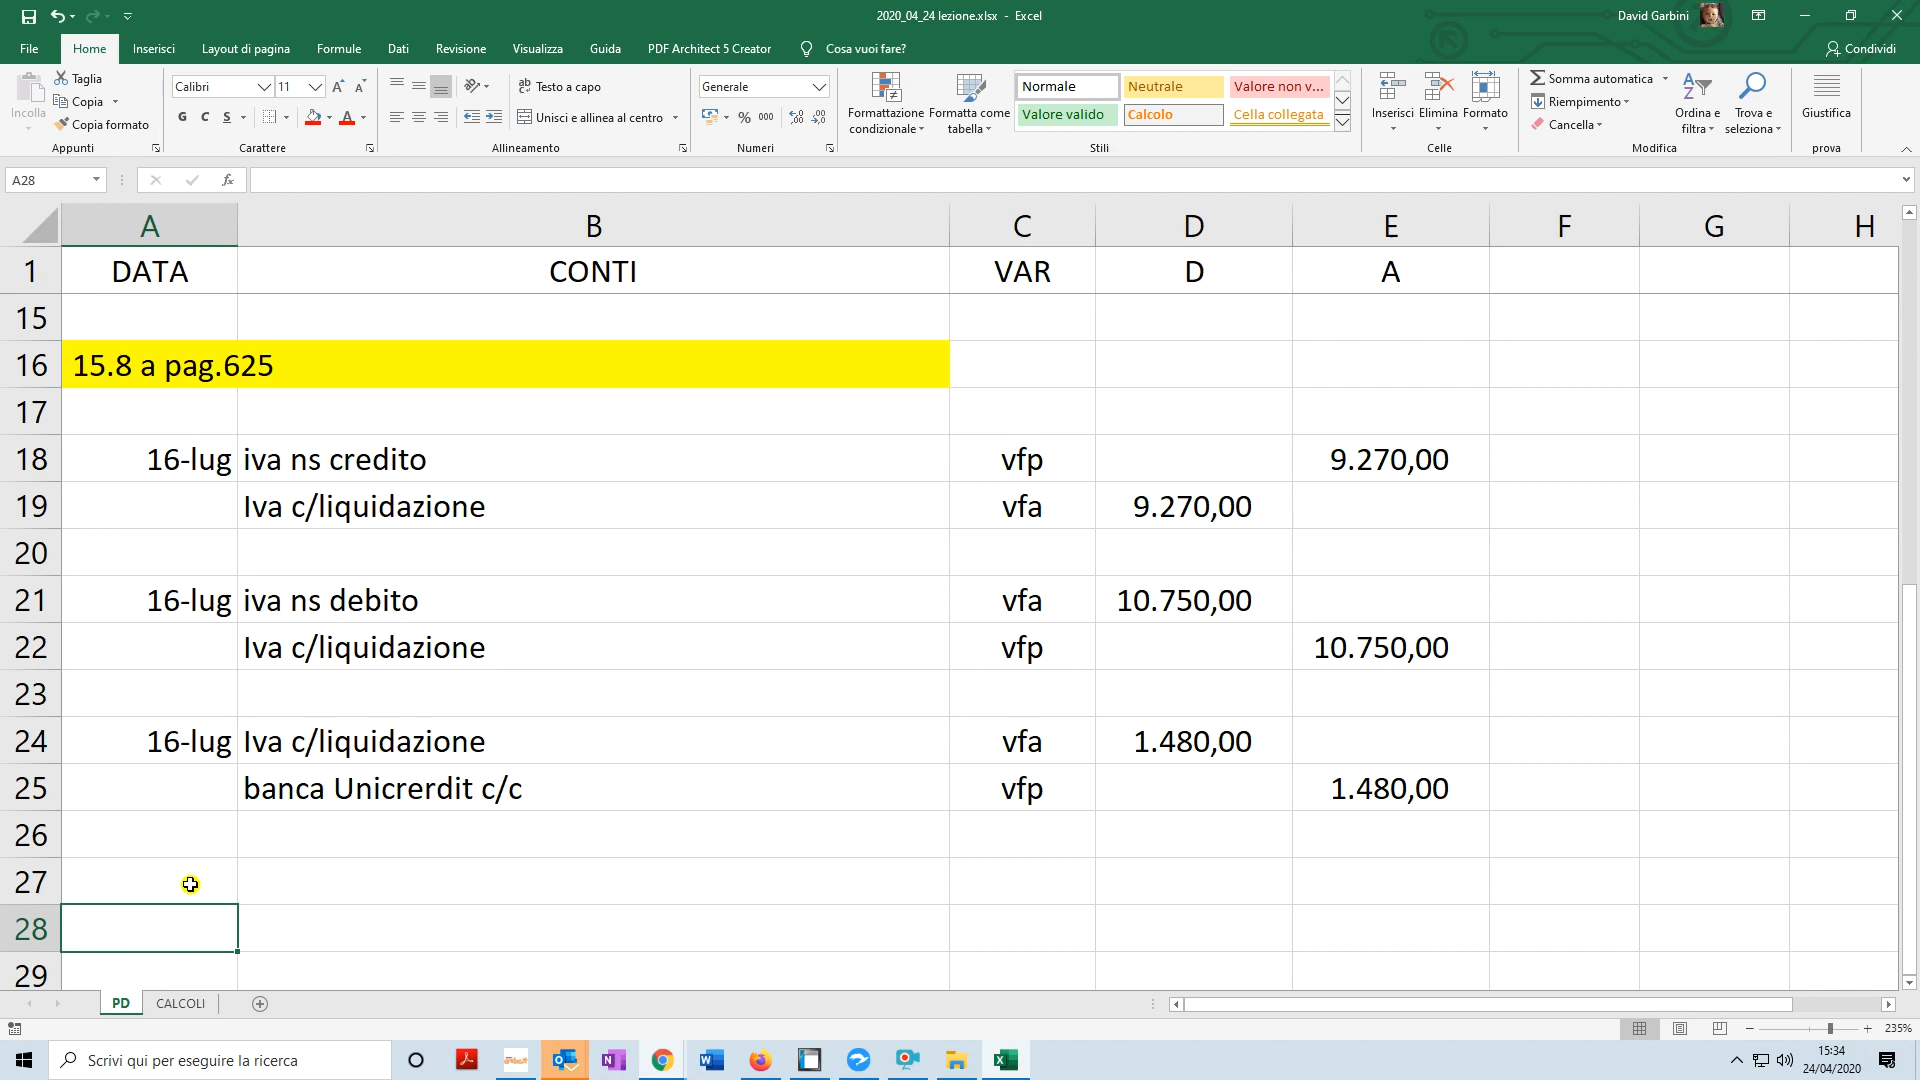 2020_04_24 lezione.xlsx - Excel
David Garbini
File Home Inserisci Layout di pagina Formule Dati Revisione Visualizza Guida PDF Architect 5 Creator Cosa vuoi fare? Condividi
Incolla
Taglia
Copia
Copia formato
Appunti
Calibri 11
G C S
Carattere
Testo a capo
Unisci e allinea al centro
Allineamento
Generale
% 000
Numeri
Formattazione condizionale
Formatta come tabella
Normale Neutrale Valore non v...
Valore valido Calcolo Cella collegata
Stili
Inserisci Elimina Formato
Celle
Somma automatica
Riempimento
Cancella
Ordina e filtra
Trova e seleziona
Modifica
Giustifica
prova
A28
fx
A B C D E F G H
1 DATA CONTI VAR D A
15
16 15.8 a pag.625
17
18 16-lug iva ns credito vfp 9.270,00
19 Iva c/liquidazione vfa 9.270,00
20
21 16-lug iva ns debito vfa 10.750,00
22 Iva c/liquidazione vfp 10.750,00
23
24 16-lug Iva c/liquidazione vfa 1.480,00
25 banca Unicrerdit c/c vfp 1.480,00
26
27
28
29
PD CALCOLI
235%
Scrivi qui per eseguire la ricerca
15:34
24/04/2020